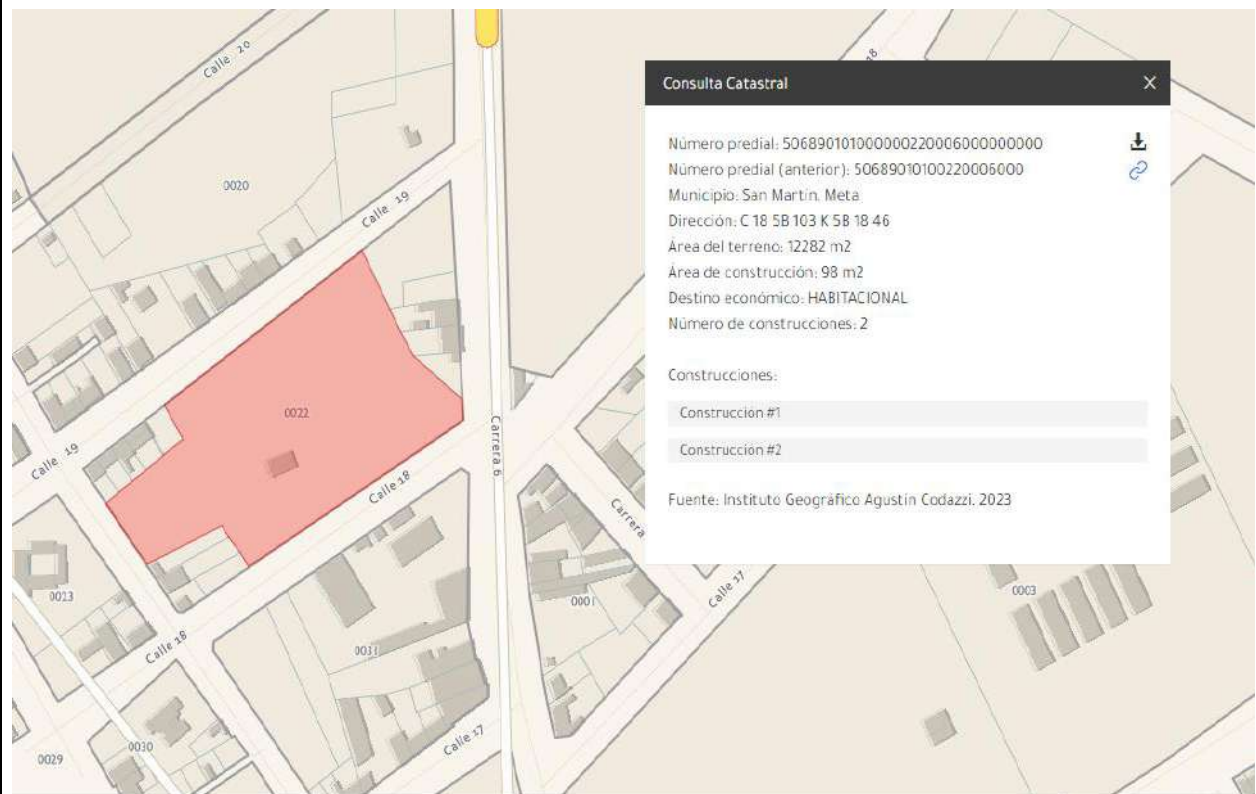 Calle 20
18
Consulta Catastral
X
Número predial: 506890101000000220006000000000
Número predial (anterior): 50689010100220006000
Municipio: San Martín, Meta
Dirección: C 18 5B 103 K 5B 18 46
Área del terreno: 12282 m2
Área de construcción: 98 m2
Destino económico: HABITACIONAL
Número de construcciones: 2
Construcciones:
Construcción #1
Construcción #2
Fuente: Instituto Geográfico Agustín Codazzi, 2023
0020
Calle 19
0022
Carrera 6
Calle 19
Calle 18
Carrera
0013
0001
Calle 17
0003
Calle 18
0031
0030
Calle 17
0029